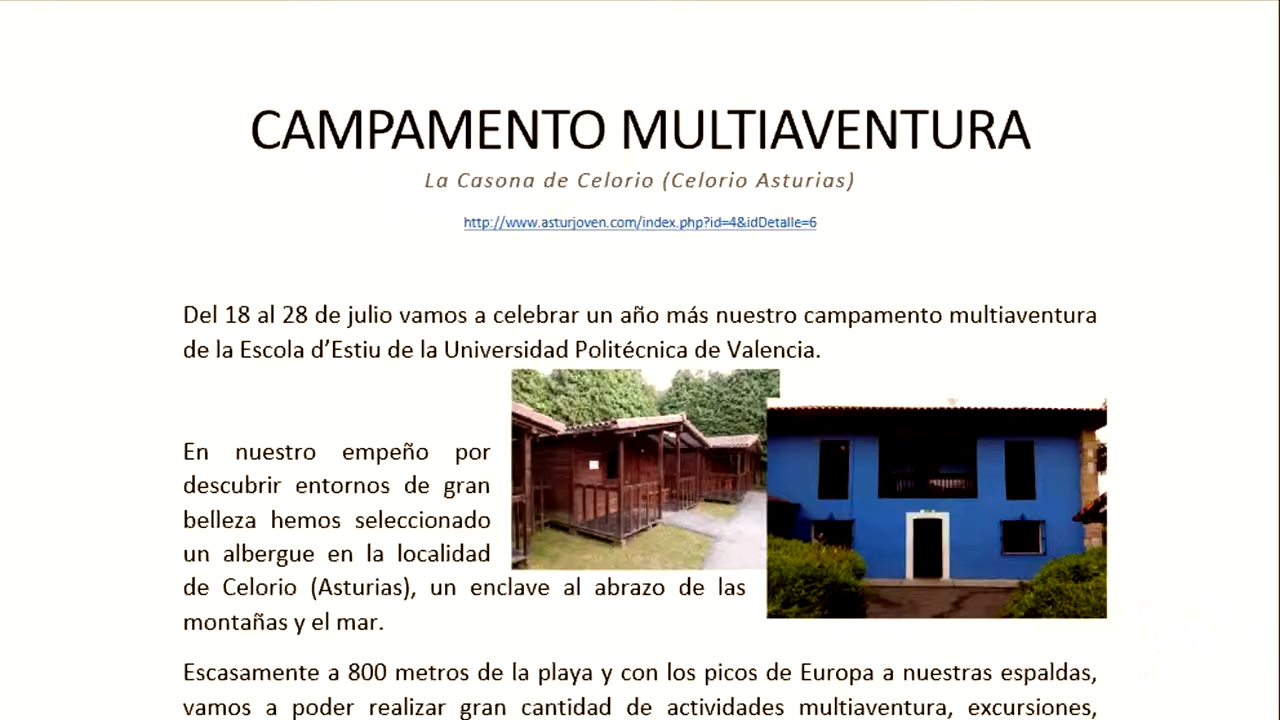 CAMPAMENTO MULTIAVENTURA
La Casona de Celorio (Celorio Asturias)
http://www.asturjoven.com/index.php?id=4&idDetalle=6
Del 18 al 28 de julio vamos a celebrar un año más nuestro campamento multiaventura
de la Escola d’Estiu de la Universidad Politécnica de Valencia.
En nuestro empeño por
descubrir entornos de gran
belleza hemos seleccionado
un albergue en la localidad
de Celorio (Asturias), un enclave al abrazo de las
montañas y el mar.
Escasamente a 800 metros de la playa y con los picos de Europa a nuestras espaldas,
vamos a poder realizar gran cantidad de actividades multiaventura, excursiones,